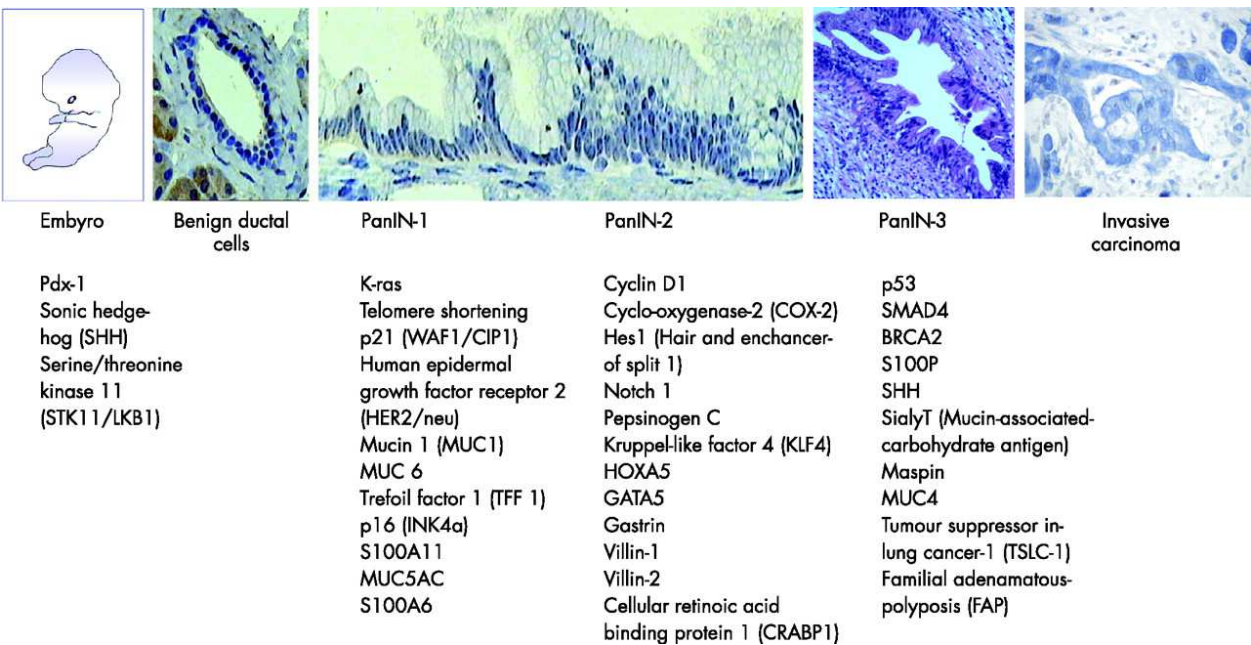 Embyro
Benign ductal
cells
PanIN-1
PanIN-2
PanIN-3
Invasive
carcinoma
Pdx-1
Sonic hedge-
hog (SHH)
Serine/threonine
kinase 11
(STK11/LKB1)
K-ras
Telomere shortening
p21 (WAF1/CIP1)
Human epidermal
growth factor receptor 2
(HER2/neu)
Mucin 1 (MUC1)
MUC 6
Trefoil factor 1 (TFF 1)
p16 (INK4a)
S100A11
MUC5AC
S100A6
Cyclin D1
Cyclo-oxygenase-2 (COX-2)
Hes1 (Hair and enchancer-
of split 1)
Notch 1
Pepsinogen C
Kruppel-like factor 4 (KLF4)
HOXA5
GATA5
Gastrin
Villin-1
Villin-2
Cellular retinoic acid
binding protein 1 (CRABP1)
p53
SMAD4
BRCA2
S100P
SHH
SialyT (Mucin-associated-
carbohydrate antigen)
Maspin
MUC4
Tumour suppressor in-
lung cancer-1 (TSLC-1)
Familial adenamatous-
polyposis (FAP)